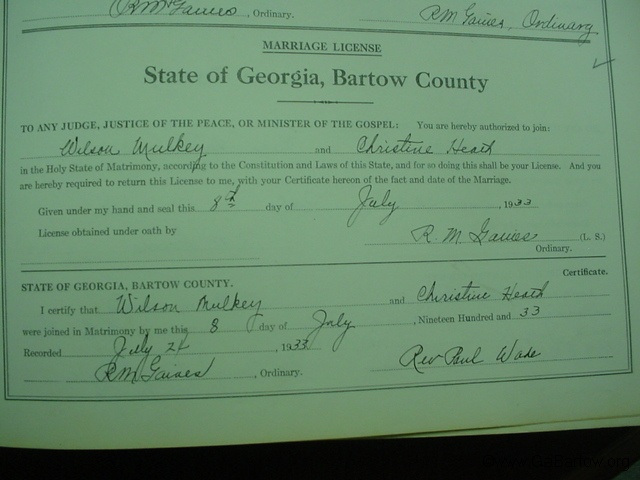 RM Gaines, Ordinary. RM Gaines, Ordinary
MARRIAGE LICENSE
State of Georgia, Bartow County
TO ANY JUDGE, JUSTICE OF THE PEACE, OR MINISTER OF THE GOSPEL: You are hereby authorized to join:
Wilson Mulkey and Christine Heath
in the Holy State of Matrimony, according to the Constitution and Laws of this State, and for so doing this shall be your License. And you
are hereby required to return this License to me, with your Certificate hereon of the fact and date of the Marriage.
Given under my hand and seal this 8th day of July, 1933
License obtained under oath by R. M. Gaines (L. S.)
Ordinary.
Certificate.
STATE OF GEORGIA, BARTOW COUNTY.
I certify that Wilson Mulkey and Christine Heath
were joined in Matrimony by me this 8 day of July, Nineteen Hundred and 33
Recorded July 24, 1933
RM Gaines, Ordinary. Rev Paul Wade